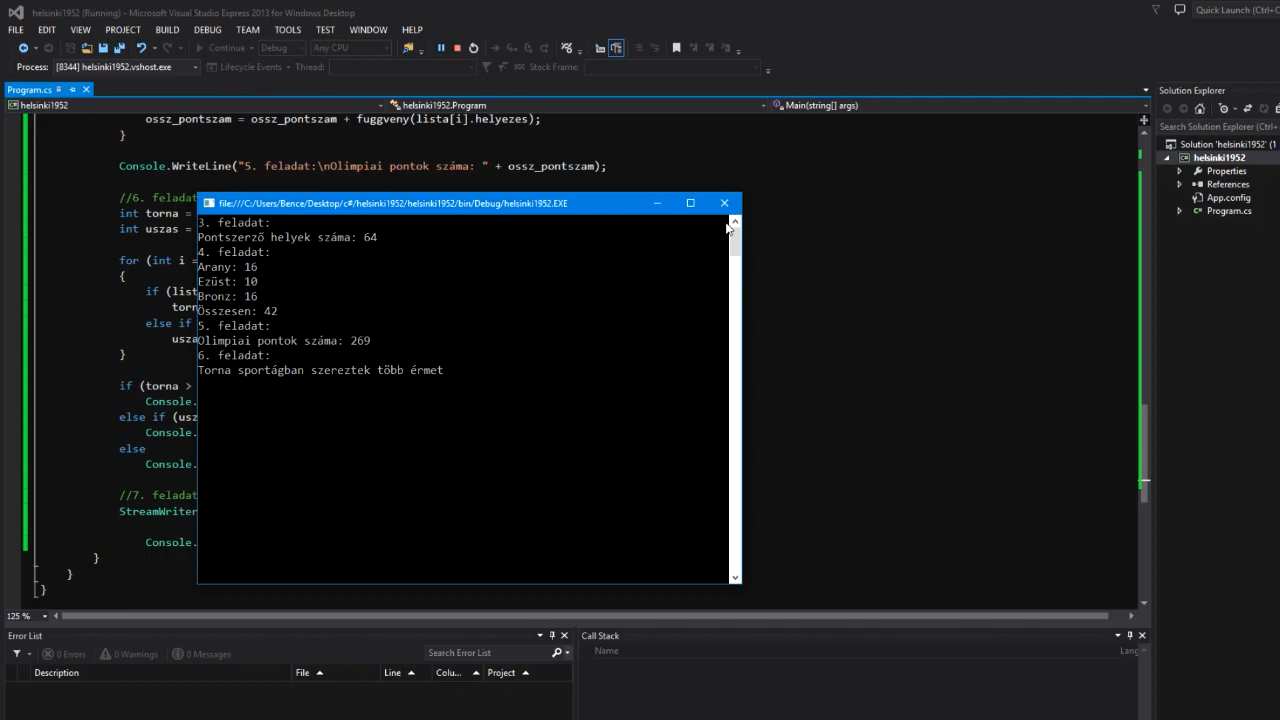 helsinki1952 (Running) - Microsoft Visual Studio Express 2013 for Windows Desktop
Quick Launch (Ctrl+
FILE EDIT VIEW PROJECT BUILD DEBUG TEAM TOOLS TEST WINDOW HELP
Continue Debug Any CPU
Process: [8344] helsinki1952.vshost.exe Lifecycle Events Thread: Stack Frame:
Program.cs
helsinki1952 helsinki1952.Program Main(string[] args)
ossz_pontszam = ossz_pontszam + fuggveny(lista[i].helyezes);
}
Console.WriteLine("5. feladat:\nOlimpiai pontok száma: " + ossz_pontszam);
//6. feladat
int torna =
int uszas =
for (int i =
{
if (list
torn
else if
usza
}
if (torna >
Console.
else if (usz
Console.
else
Console.
//7. feladat
StreamWriter
Console.
}
}
}
file:///C:/Users/Bence/Desktop/c#/helsinki1952/helsinki1952/bin/Debug/helsinki1952.EXE
3. feladat:
Pontszerző helyek száma: 64
4. feladat:
Arany: 16
Ezüst: 10
Bronz: 16
Összesen: 42
5. feladat:
Olimpiai pontok száma: 269
6. feladat:
Torna sportágban szereztek több érmet
Solution Explorer
Search Solution Explorer (Ctrl
Solution 'helsinki1952' (1
helsinki1952
Properties
References
App.config
Program.cs
125 %
Error List
0 Errors 0 Warnings 0 Messages
Search Error List
Description File Line Colu... Project
Call Stack
Name Lang